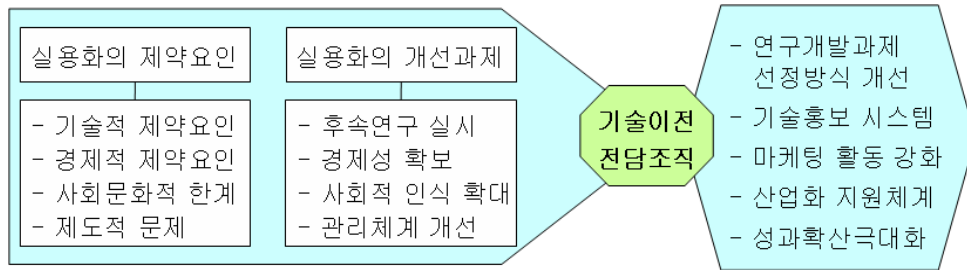 실용화의 제약요인
- 기술적 제약요인
- 경제적 제약요인
- 사회문화적 한계
- 제도적 문제
실용화의 개선과제
- 후속연구 실시
- 경제성 확보
- 사회적 인식 확대
- 관리체계 개선
기술이전
전담조직
- 연구개발과제
선정방식 개선
- 기술홍보 시스템
- 마케팅 활동 강화
- 산업화 지원체계
- 성과확산극대화